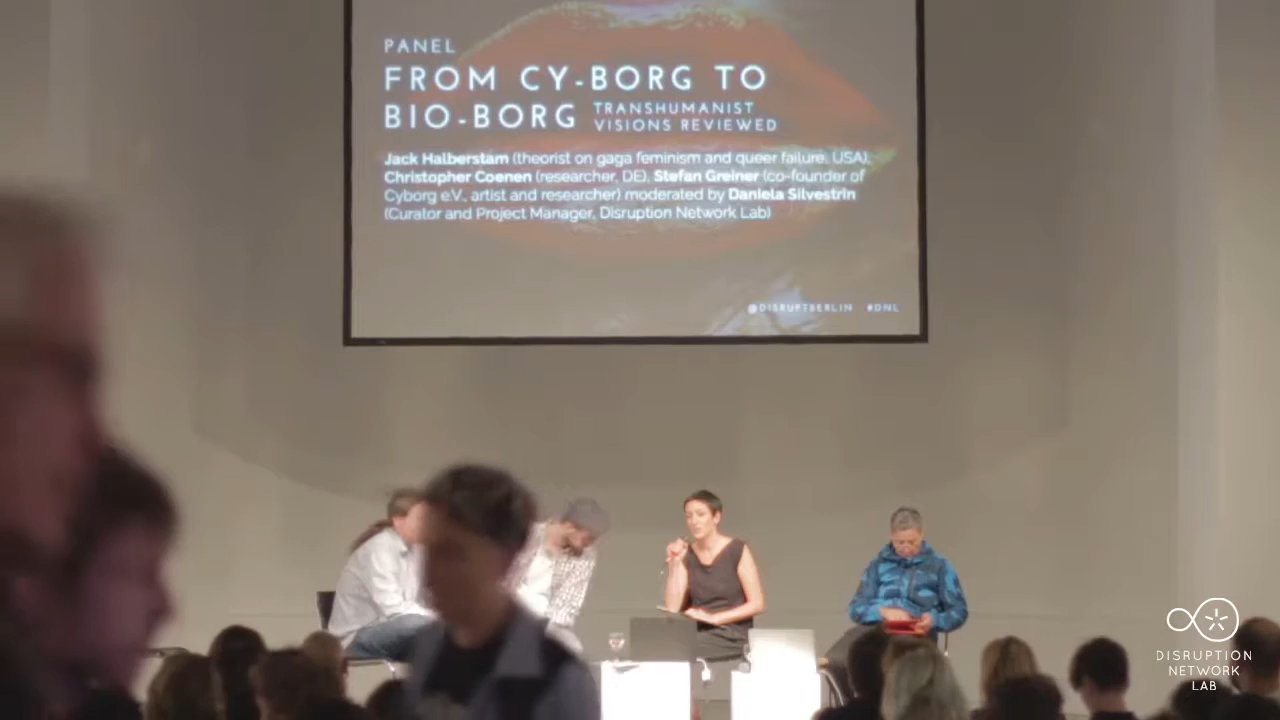 PANEL
FROM CY-BORG TO
BIO-BORG TRANSHUMANIST
VISIONS REVIEWED
Jack Halberstam (theorist on gaga feminism and queer failure, USA),
Christopher Coenen (researcher, DE), Stefan Greiner (co-founder of
Cyborg e.V., artist and researcher) moderated by Daniela Silvestrin
(Curator and Project Manager, Disruption Network Lab)
@DISRUPTBERLIN #DNL
DISRUPTION
NETWORK
LAB